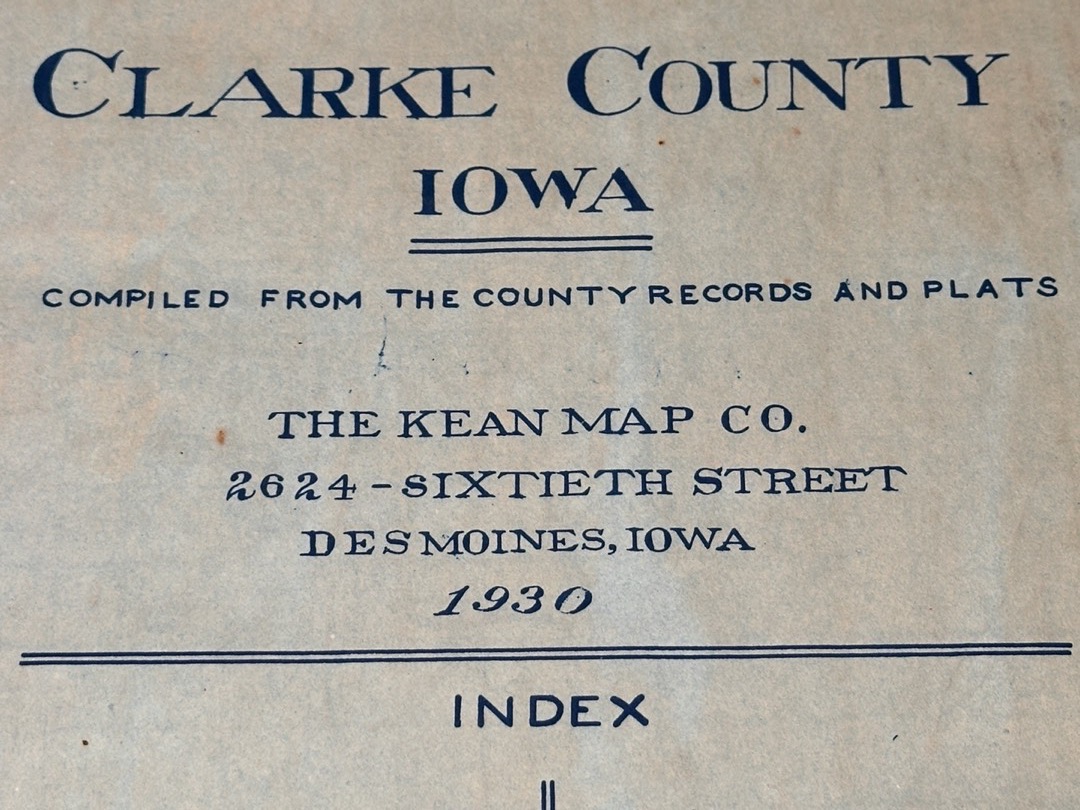 CLARKE COUNTY
IOWA
COMPILED FROM THE COUNTY RECORDS AND PLATS
THE KEAN MAP CO.
2624-SIXTIETH STREET
DES MOINES, IOWA
1930
INDEX